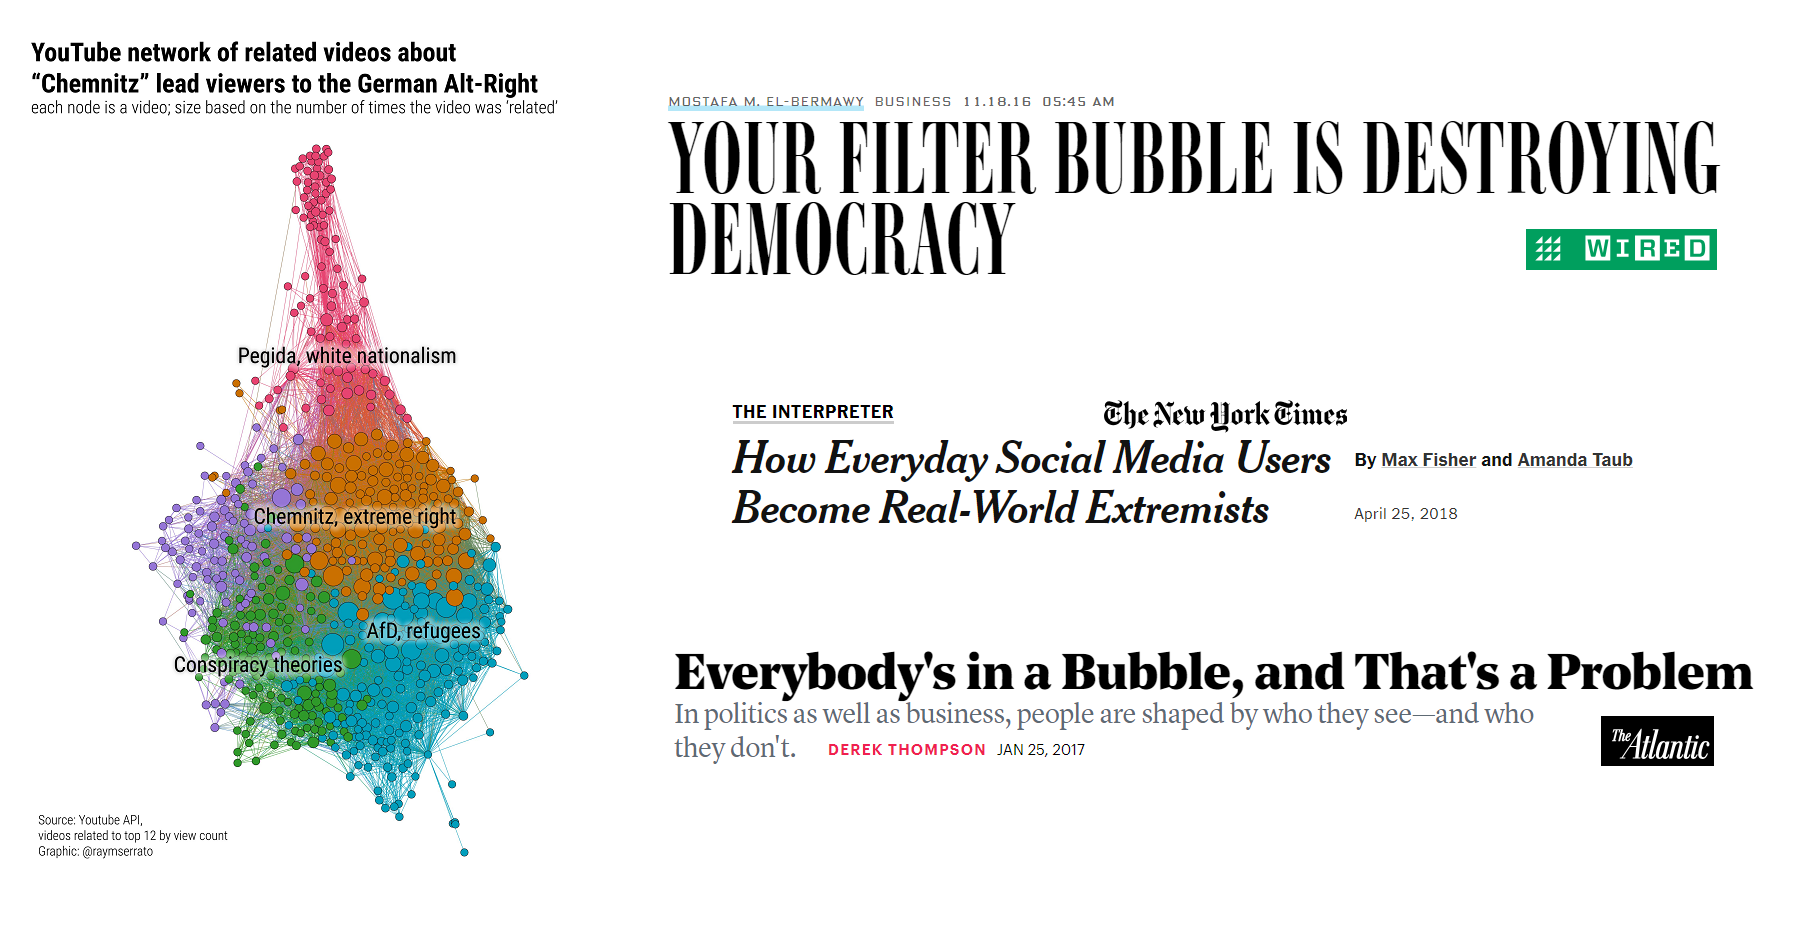 YouTube network of related videos about
“Chemnitz” lead viewers to the German Alt-Right
each node is a video; size based on the number of times the video was ‘related’
Pegida, white nationalism
Chemnitz, extreme right
AfD, refugees
Conspiracy theories
Source: Youtube API,
videos related to top 12 by view count
Graphic: @raymserrato
MOSTAFA M. EL-BERMAWY BUSINESS 11.18.16 05:45 AM
YOUR FILTER BUBBLE IS DESTROYING
DEMOCRACY
WIRED
THE INTERPRETER
The New York Times
How Everyday Social Media Users
Become Real-World Extremists
By Max Fisher and Amanda Taub
April 25, 2018
Everybody's in a Bubble, and That's a Problem
In politics as well as business, people are shaped by who they see—and who
they don't.
DEREK THOMPSON JAN 25, 2017
The Atlantic